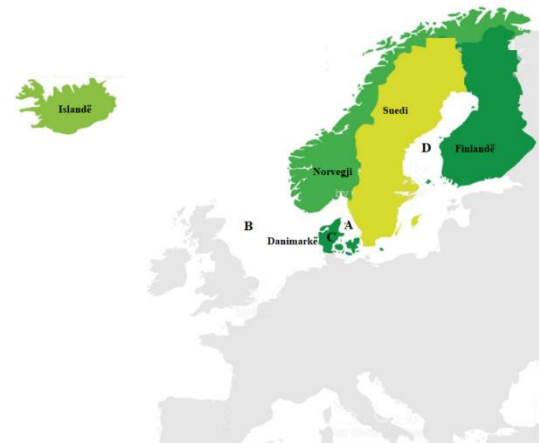 Islandë
Suedi
D
Finlandë
Norvegji
B
A
Danimarkë
C